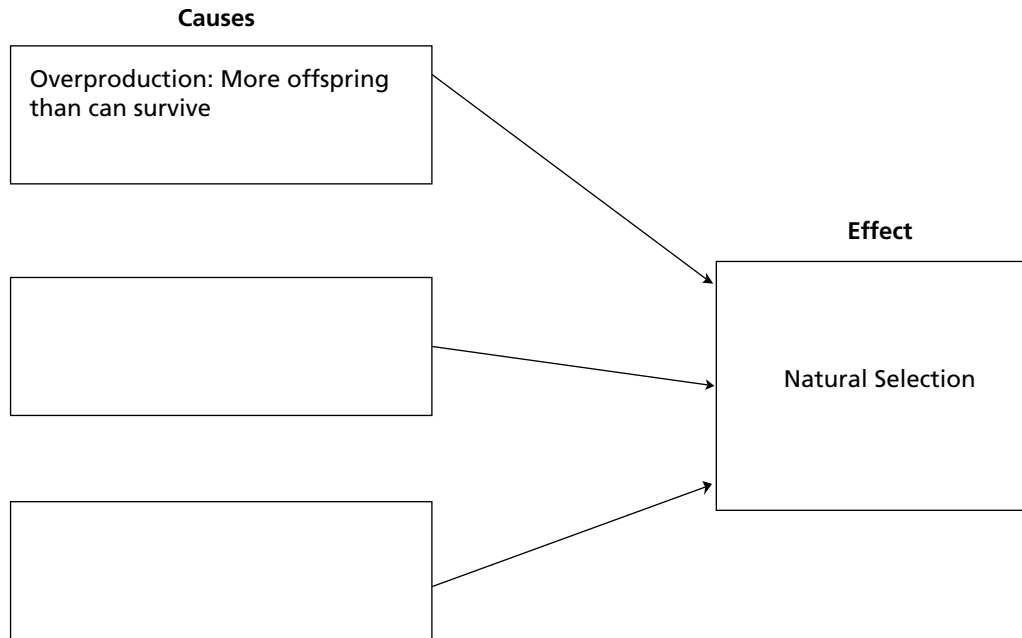 Causes
Overproduction: More offspring
than can survive
Effect
Natural Selection